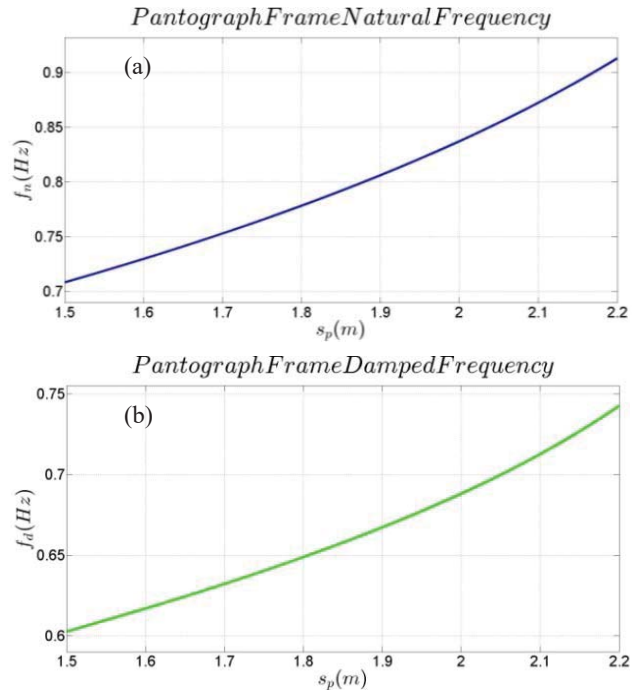 PantographFrameNaturalFrequency
(a)
0.9
0.85
0.8
0.75
0.7
f_n(Hz)
1.5 1.6 1.7 1.8 1.9 2 2.1 2.2
s_p(m)
PantographFrameDampedFrequency
(b)
0.75
0.7
0.65
0.6
f_d(Hz)
1.5 1.6 1.7 1.8 1.9 2 2.1 2.2
s_p(m)